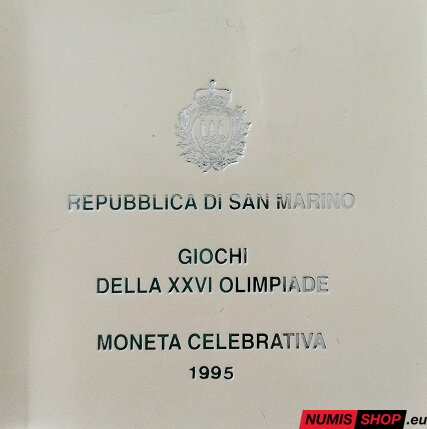 REPUBBLICA DI SAN MARINO
GIOCHI
DELLA XXVI OLIMPIADE
MONETA CELEBRATIVA
1995
NUMIS SHOP.eu